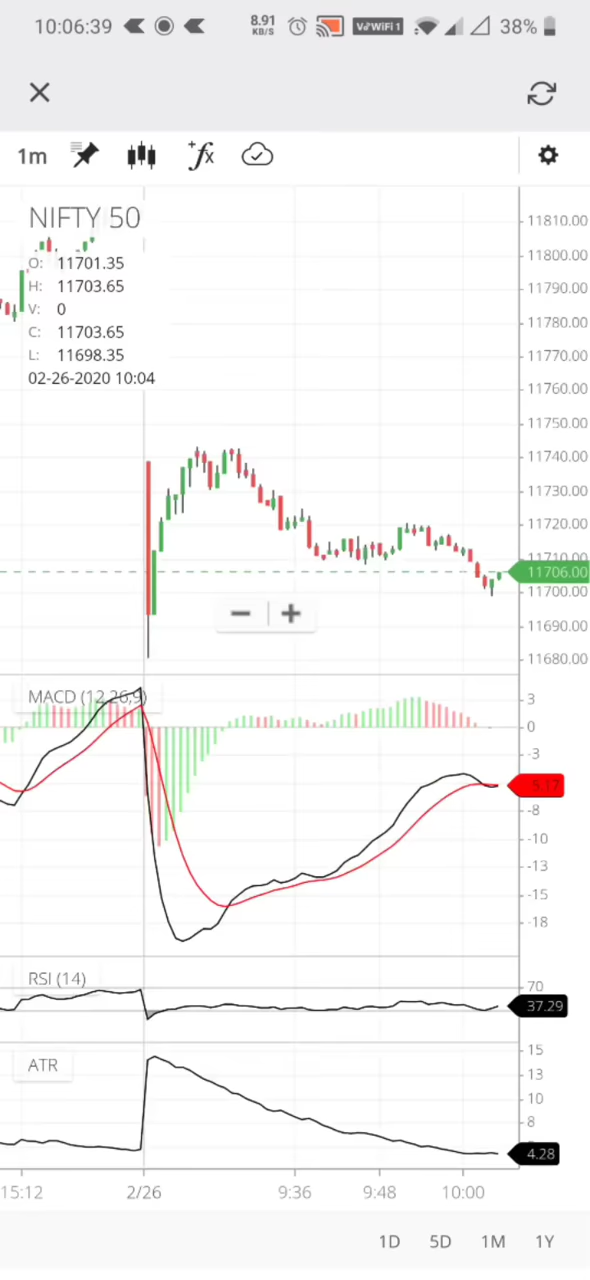 10:06:39 8.91 KB/S Vo WiFi 1 38%
1m fx
NIFTY 50
O: 11701.35
H: 11703.65
V: 0
C: 11703.65
L: 11698.35
02-26-2020 10:04
11810.00
11800.00
11790.00
11780.00
11770.00
11760.00
11750.00
11740.00
11730.00
11720.00
11710.00
11706.00
11700.00
11690.00
11680.00
MACD (12,26,9)
3
0
-3
-5.17
-8
-10
-13
-15
-18
RSI (14)
70
37.29
ATR
15
13
10
8
4.28
15:12 2/26 9:36 9:48 10:00
1D 5D 1M 1Y